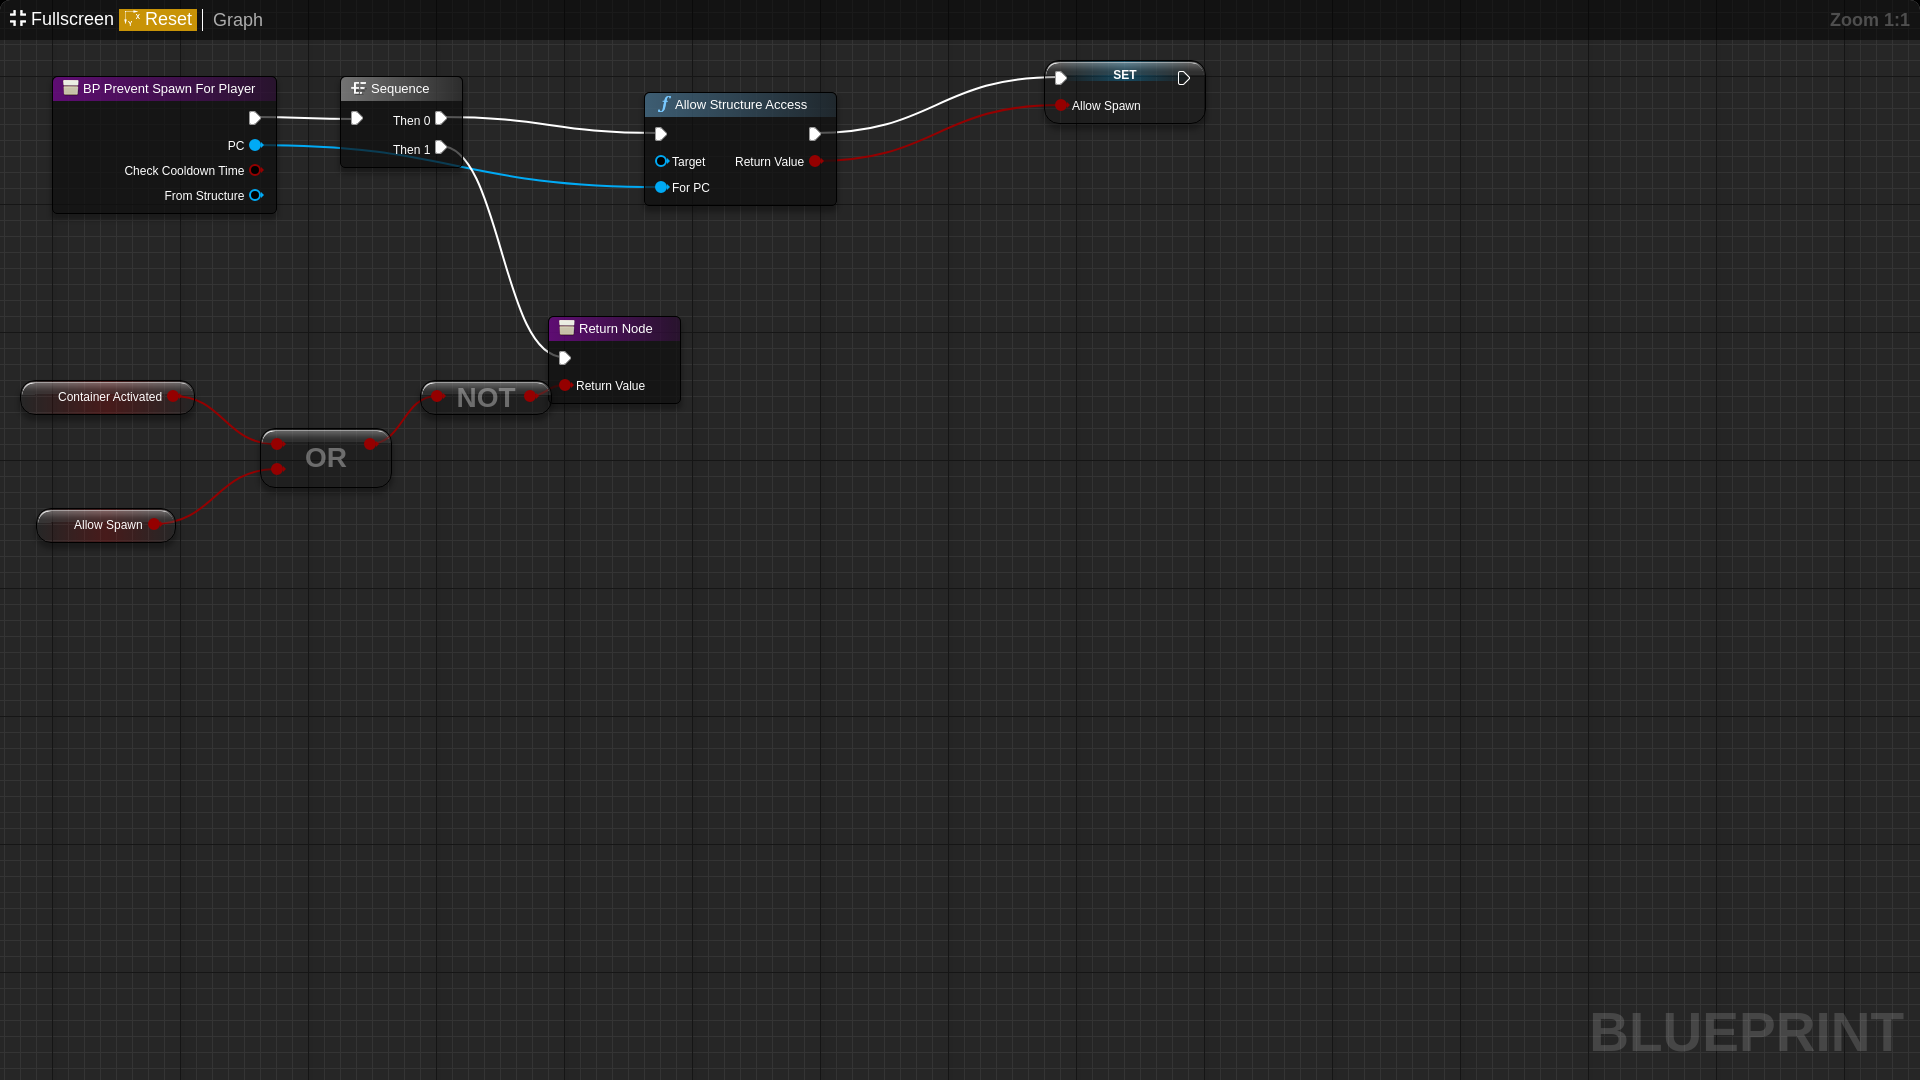 Fullscreen Reset Graph Zoom 1:1
BP Prevent Spawn For Player
PC
Check Cooldown Time
From Structure
Sequence
Then 0
Then 1
Allow Structure Access
Target Return Value
For PC
SET
Allow Spawn
Return Node
Return Value
Container Activated
NOT
OR
Allow Spawn
BLUEPRINT